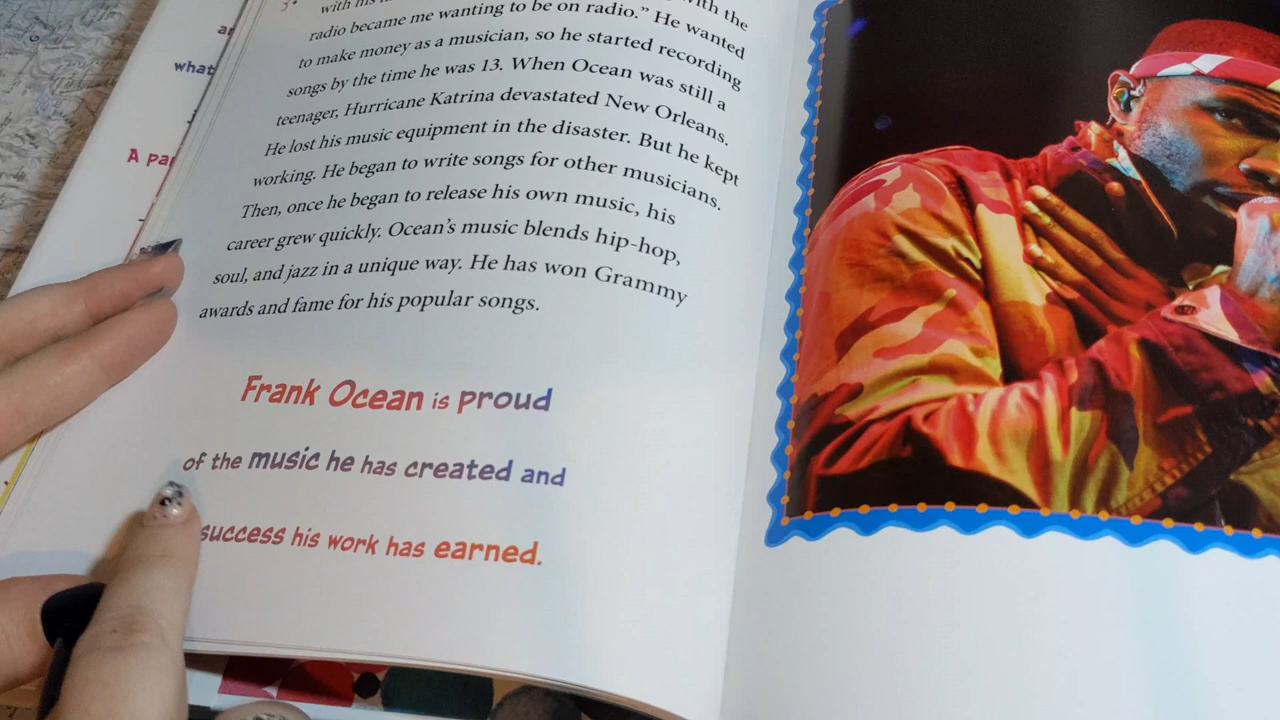 with his
with the
radio became me wanting to be on radio.” He wanted
to make money as a musician, so he started recording
songs by the time he was 13. When Ocean was still a
teenager, Hurricane Katrina devastated New Orleans.
He lost his music equipment in the disaster. But he kept
working. He began to write songs for other musicians.
Then, once he began to release his own music, his
career grew quickly. Ocean’s music blends hip-hop,
soul, and jazz in a unique way. He has won Grammy
awards and fame for his popular songs.
Frank Ocean is proud
of the music he has created and
success his work has earned.
what
A pa